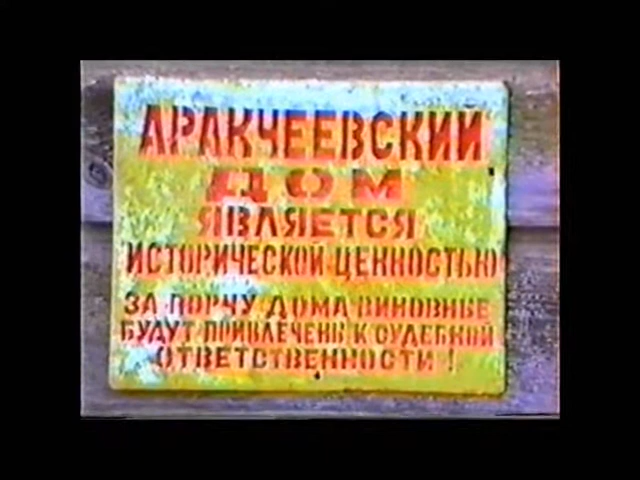 АРАКЧЕЕВСКИЙ
ДОМ
ЯВЛЯЕТСЯ
ИСТОРИЧЕСКОЙ ЦЕННОСТЬЮ
ЗА ПОРЧУ ДОМА ВИНОВНЫЕ
БУДУТ ПРИВЛЕЧЕНЫ К СУДЕБНОЙ
ОТВЕТСТВЕННОСТИ!